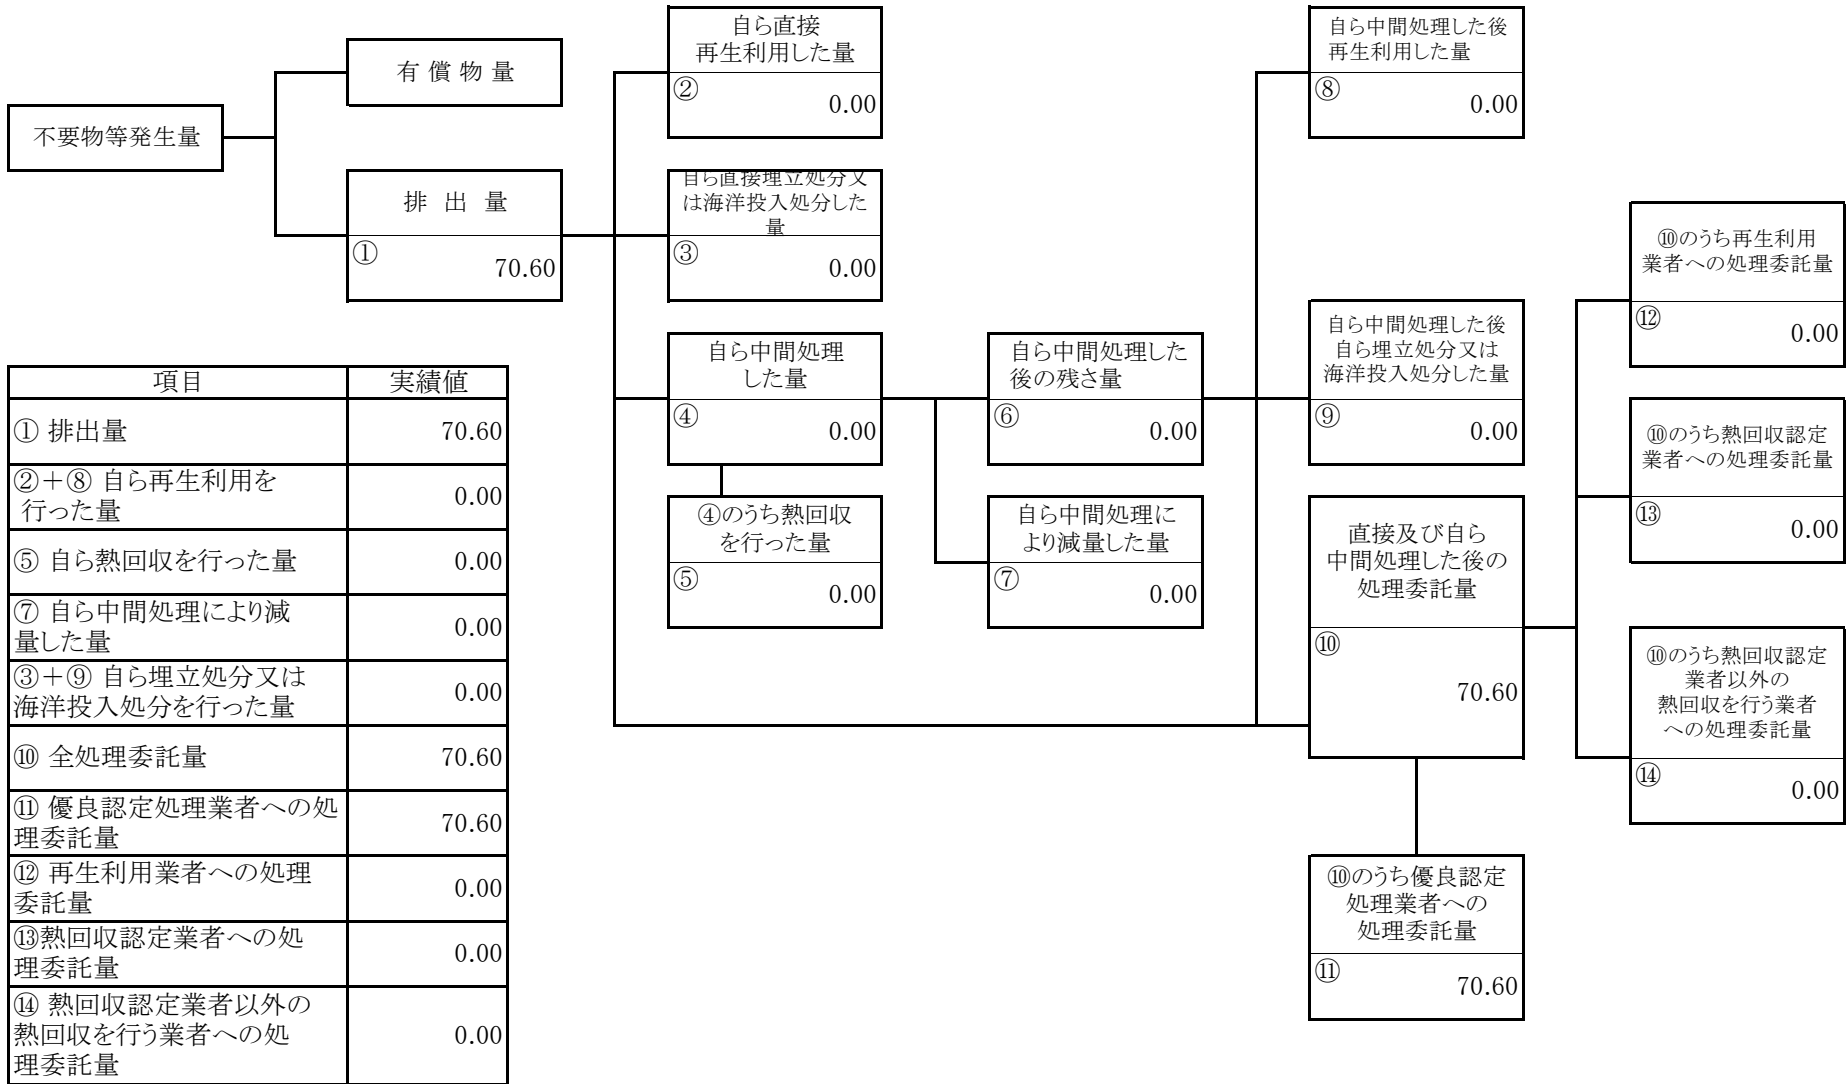 不要物等発生量
有 償 物 量
排 出 量
①
70.60
自ら直接
再生利用した量
②
0.00
自ら直接埋立処分又
は海洋投入処分した
量
③
0.00
自ら中間処理
した量
④
0.00
④のうち熱回収
を行った量
⑤
0.00
自ら中間処理した
後の残さ量
⑥
0.00
自ら中間処理に
より減量した量
⑦
0.00
自ら中間処理した後
再生利用した量
⑧
0.00
自ら中間処理した後
自ら埋立処分又は
海洋投入処分した量
⑨
0.00
直接及び自ら
中間処理した後の
処理委託量
⑩
70.60
⑩のうち優良認定
処理業者への
処理委託量
⑪
70.60
⑩のうち再生利用
業者への処理委託量
⑫
0.00
⑩のうち熱回収認定
業者への処理委託量
⑬
0.00
⑩のうち熱回収認定
業者以外の
熱回収を行う業者
への処理委託量
⑭
0.00
項目 実績値
① 排出量 70.60
②＋⑧ 自ら再生利用を
行った量 0.00
⑤ 自ら熱回収を行った量 0.00
⑦ 自ら中間処理により減
量した量 0.00
③＋⑨ 自ら埋立処分又は
海洋投入処分を行った量 0.00
⑩ 全処理委託量 70.60
⑪ 優良認定処理業者への処
理委託量 70.60
⑫ 再生利用業者への処理
委託量 0.00
⑬熱回収認定業者への処
理委託量 0.00
⑭ 熱回収認定業者以外の
熱回収を行う業者への処
理委託量 0.00